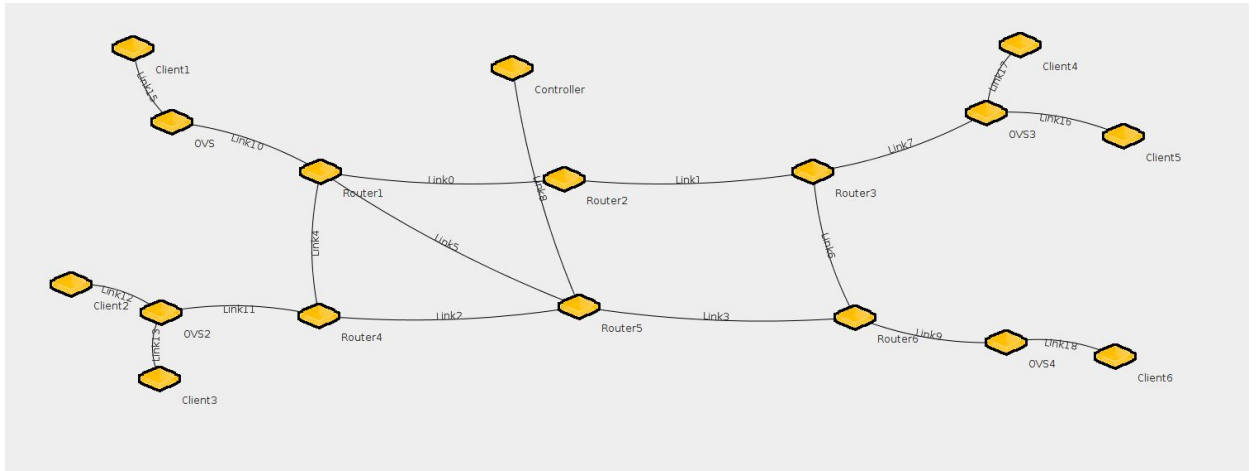 Client1
Link15
OVS
Link10
Controller
Client4
Link17
OVS3
Link16
Client5
Link7
Router1
Link0
Link8
Router2
Link1
Router3
Link4
Link5
Link6
Client2
Link12
OVS2
Link11
Link13
Client3
Router4
Link2
Router5
Link3
Router6
Link9
OVS4
Link18
Client6